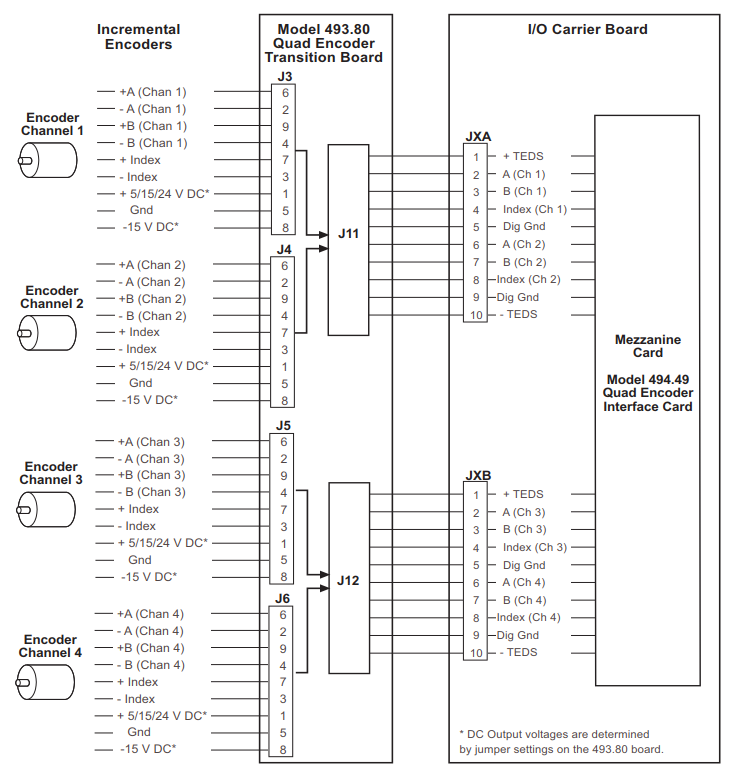 Incremental
Encoders
Model 493.80
Quad Encoder
Transition Board
I/O Carrier Board
J3
Encoder
Channel 1
+A (Chan 1) 6
- A (Chan 1) 2
+B (Chan 1) 9
- B (Chan 1) 4
+ Index 7
- Index 3
+ 5/15/24 V DC* 1
Gnd 5
-15 V DC* 8
J4
Encoder
Channel 2
+A (Chan 2) 6
- A (Chan 2) 2
+B (Chan 2) 9
- B (Chan 2) 4
+ Index 7
- Index 3
+ 5/15/24 V DC* 1
Gnd 5
-15 V DC* 8
J11
JXA
1 + TEDS
2 A (Ch 1)
3 B (Ch 1)
4 Index (Ch 1)
5 Dig Gnd
6 A (Ch 2)
7 B (Ch 2)
8 Index (Ch 2)
9 Dig Gnd
10 - TEDS
Mezzanine
Card
Model 494.49
Quad Encoder
Interface Card
J5
Encoder
Channel 3
+A (Chan 3) 6
- A (Chan 3) 2
+B (Chan 3) 9
- B (Chan 3) 4
+ Index 7
- Index 3
+ 5/15/24 V DC* 1
Gnd 5
-15 V DC* 8
J6
Encoder
Channel 4
+A (Chan 4) 6
- A (Chan 4) 2
+B (Chan 4) 9
- B (Chan 4) 4
+ Index 7
- Index 3
+ 5/15/24 V DC* 1
Gnd 5
-15 V DC* 8
J12
JXB
1 + TEDS
2 A (Ch 3)
3 B (Ch 3)
4 Index (Ch 3)
5 Dig Gnd
6 A (Ch 4)
7 B (Ch 4)
8 Index (Ch 4)
9 Dig Gnd
10 - TEDS
* DC Output voltages are determined
by jumper settings on the 493.80 board.